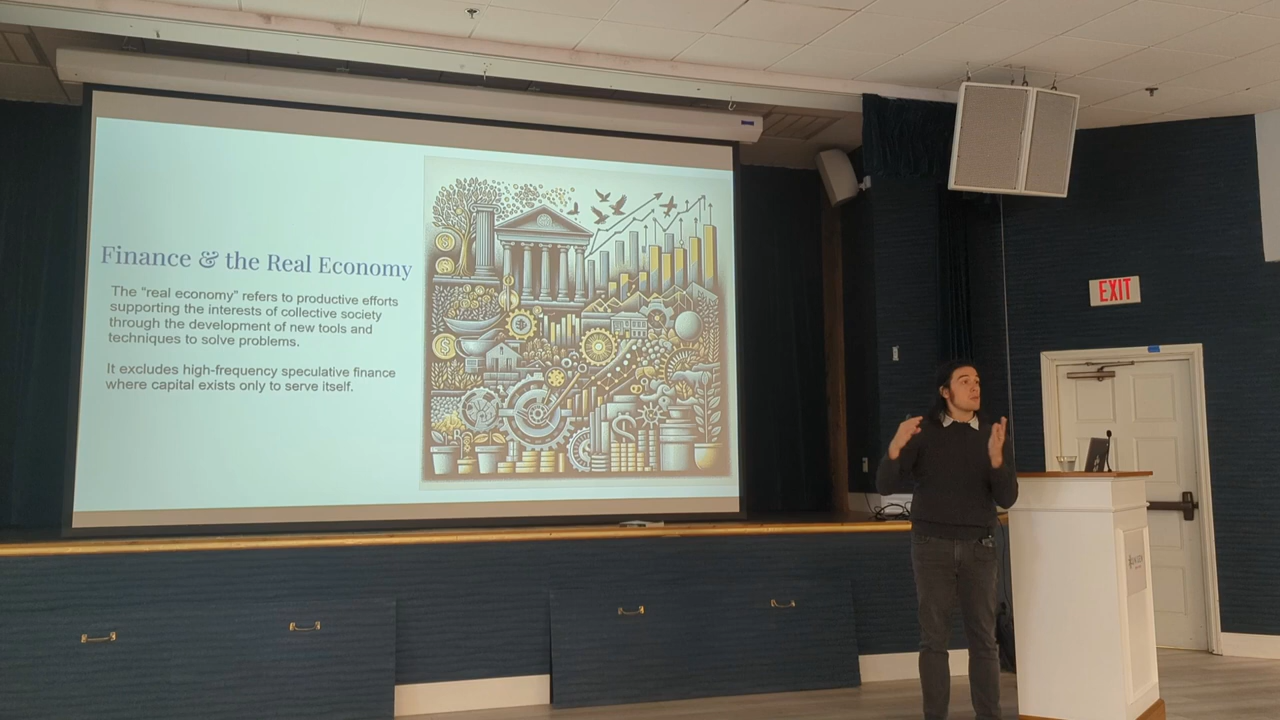 Finance & the Real Economy
The “real economy” refers to productive efforts
supporting the interests of collective society
through the development of new tools and
techniques to solve problems.
It excludes high-frequency speculative finance
where capital exists only to serve itself.
EXIT